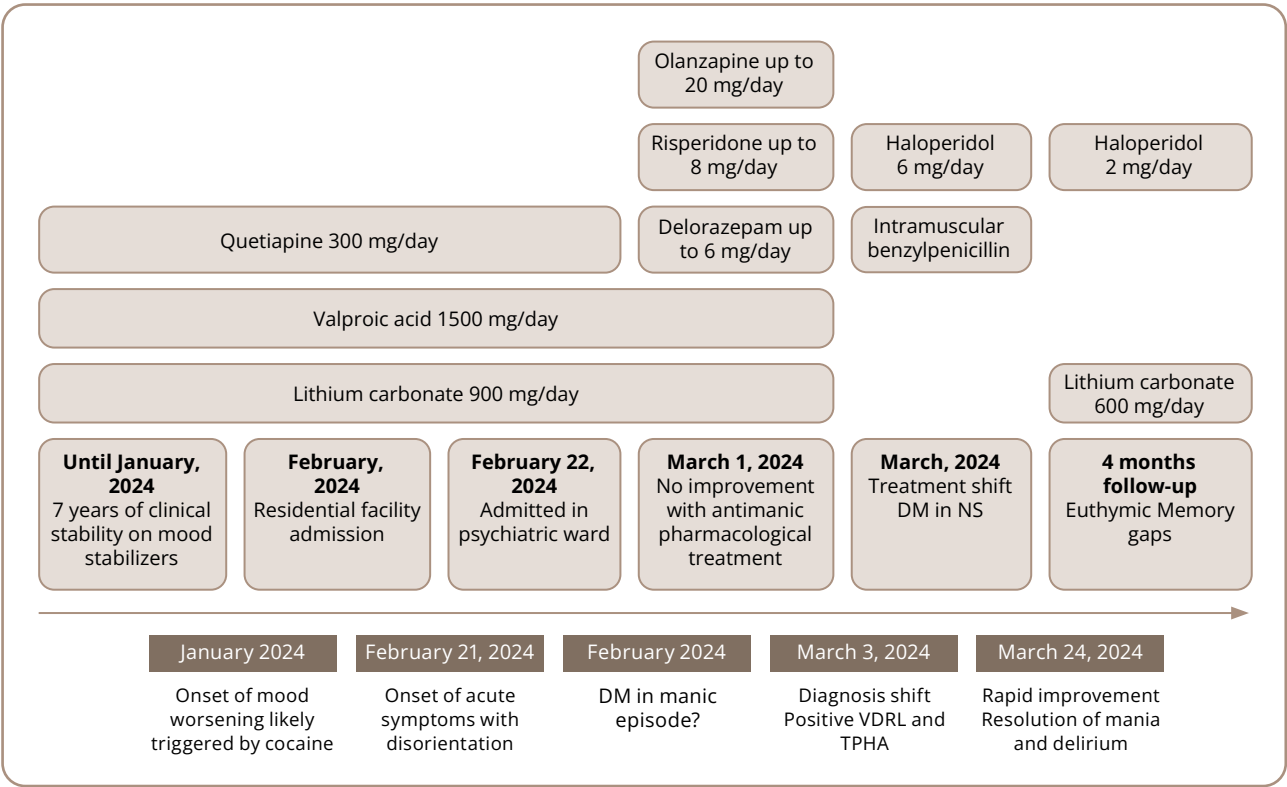 Olanzapine up to
20 mg/day
Risperidone up to
8 mg/day
Haloperidol
6 mg/day
Haloperidol
2 mg/day
Quetiapine 300 mg/day
Delorazepam up
to 6 mg/day
Intramuscular
benzylpenicillin
Valproic acid 1500 mg/day
Lithium carbonate 900 mg/day
Lithium carbonate
600 mg/day
Until January,
2024
7 years of clinical
stability on mood
stabilizers
February,
2024
Residential facility
admission
February 22,
2024
Admitted in
psychiatric ward
March 1, 2024
No improvement
with antimanic
pharmacological
treatment
March, 2024
Treatment shift
DM in NS
4 months
follow-up
Euthymic Memory
gaps
January 2024
Onset of mood
worsening likely
triggered by cocaine
February 21, 2024
Onset of acute
symptoms with
disorientation
February 2024
DM in manic
episode?
March 3, 2024
Diagnosis shift
Positive VDRL and
TPHA
March 24, 2024
Rapid improvement
Resolution of mania
and delirium